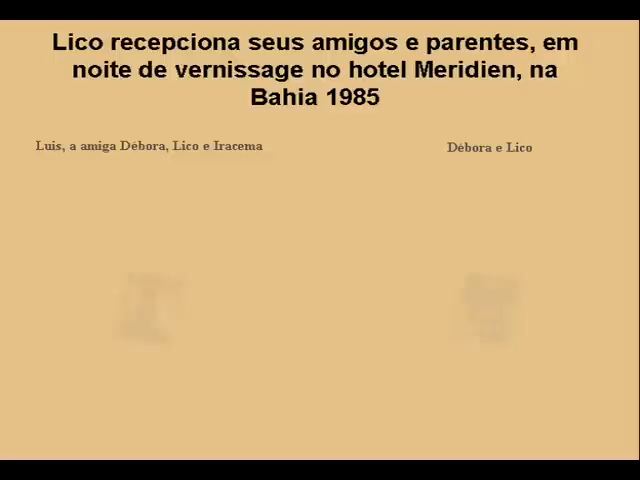 Lico recepciona seus amigos e parentes, em
noite de vernissage no hotel Meridien, na
Bahia 1985
Luis, a amiga Débora, Lico e Iracema
Débora e Lico